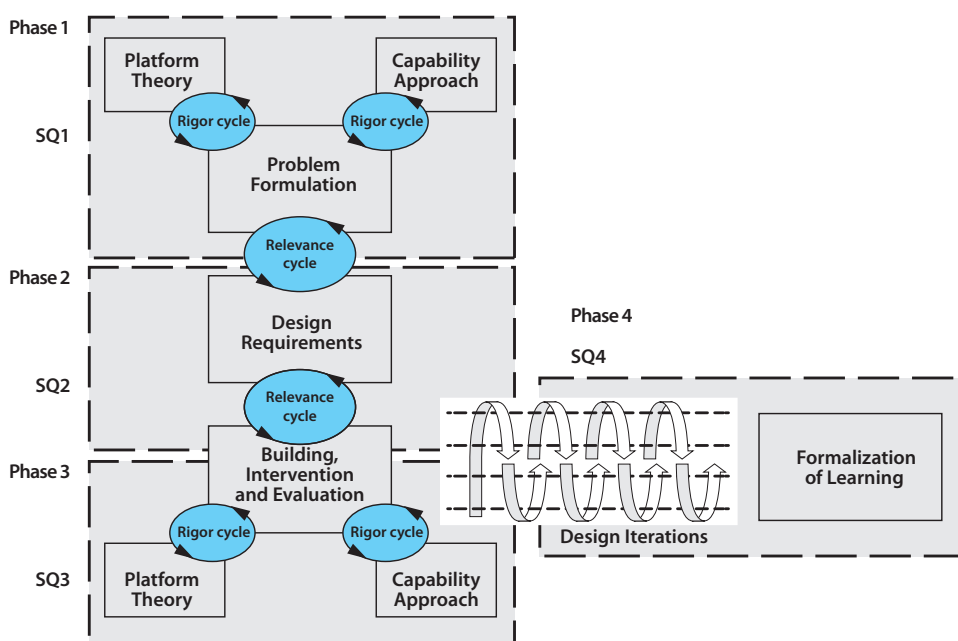 Phase 1
Platform
Theory
Capability
Approach
Rigor cycle
Rigor cycle
SQ1
Problem
Formulation
Relevance
cycle
Phase 2
Design
Requirements
SQ2
Relevance
cycle
Phase 3
Building,
Intervention
and Evaluation
Rigor cycle
Rigor cycle
SQ3
Platform
Theory
Capability
Approach
Phase 4
SQ4
Formalization
of Learning
Design Iterations